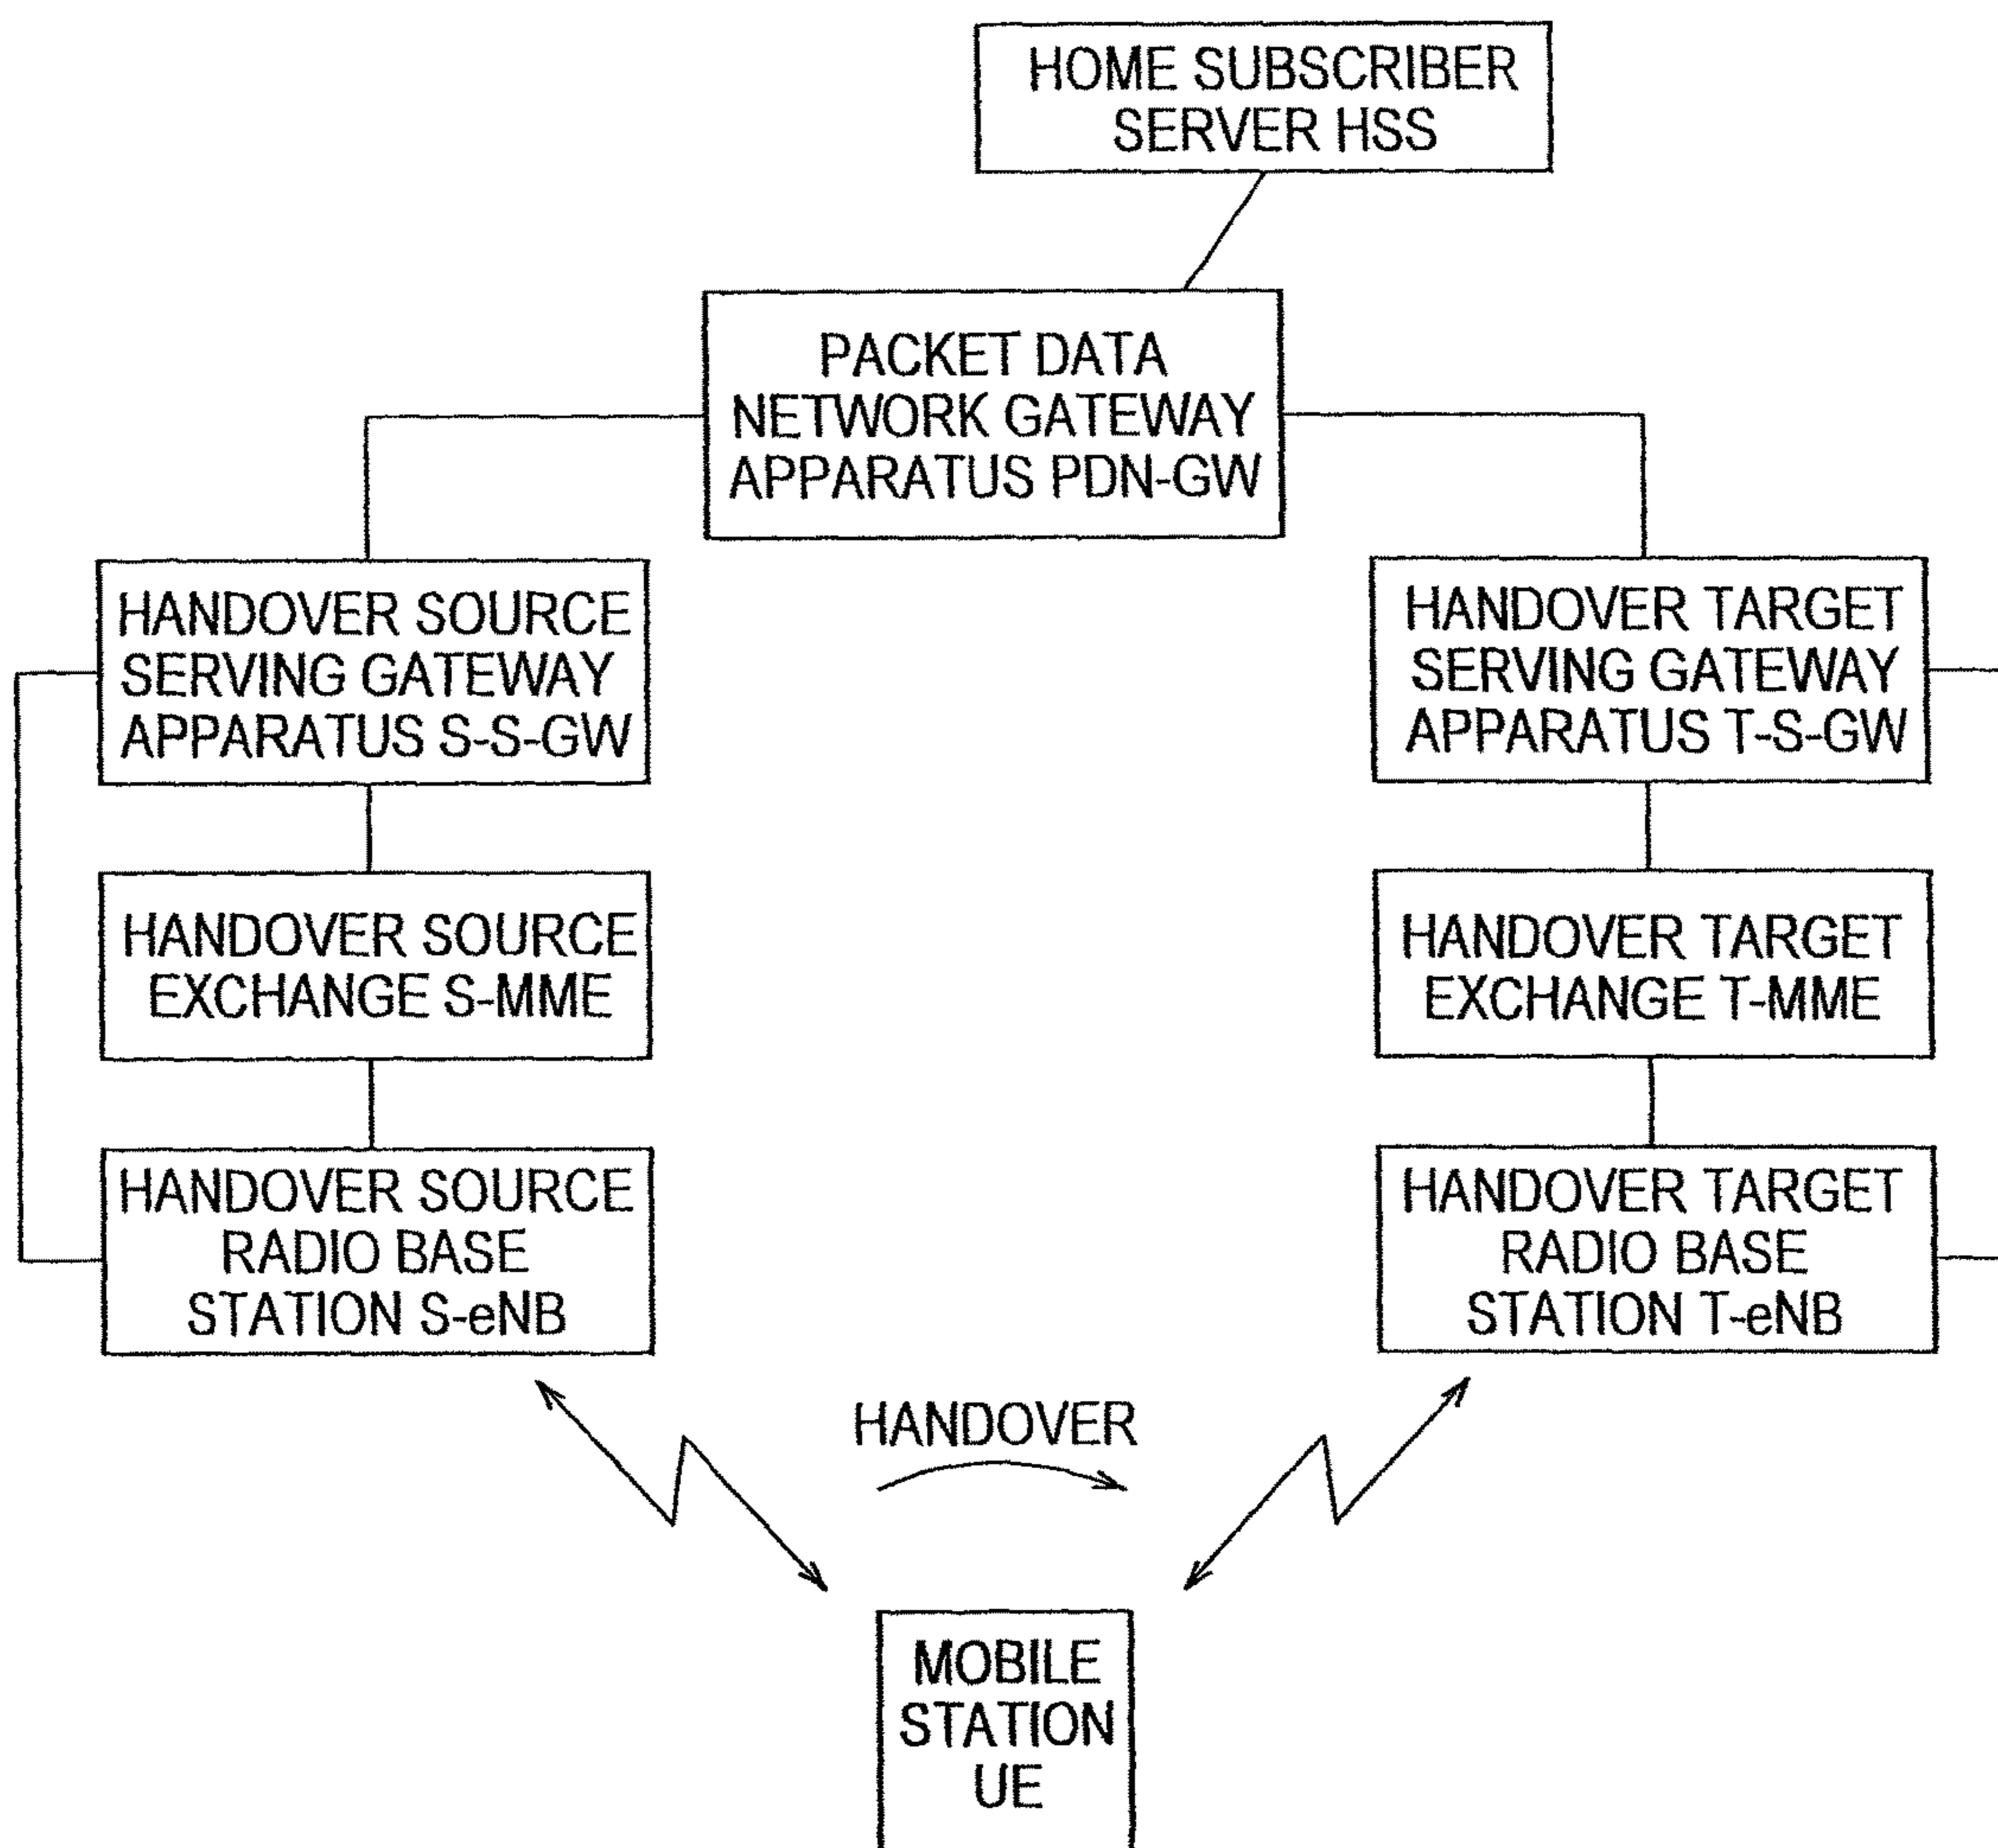 HOME SUBSCRIBER
SERVER HSS
PACKET DATA
NETWORK GATEWAY
APPARATUS PDN-GW
HANDOVER SOURCE
SERVING GATEWAY
APPARATUS S-S-GW
HANDOVER TARGET
SERVING GATEWAY
APPARATUS T-S-GW
HANDOVER SOURCE
EXCHANGE S-MME
HANDOVER TARGET
EXCHANGE T-MME
HANDOVER SOURCE
RADIO BASE
STATION S-eNB
HANDOVER TARGET
RADIO BASE
STATION T-eNB
HANDOVER
MOBILE
STATION
UE